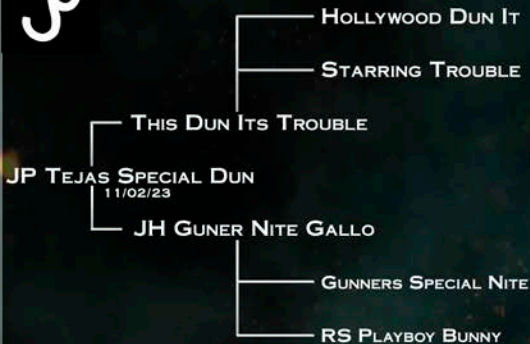 Hollywood Dun It
Starring Trouble
This Dun Its Trouble
JP Tejas Special Dun
11/02/23
JH Guner Nite Gallo
Gunners Special Nite
RS Playboy Bunny